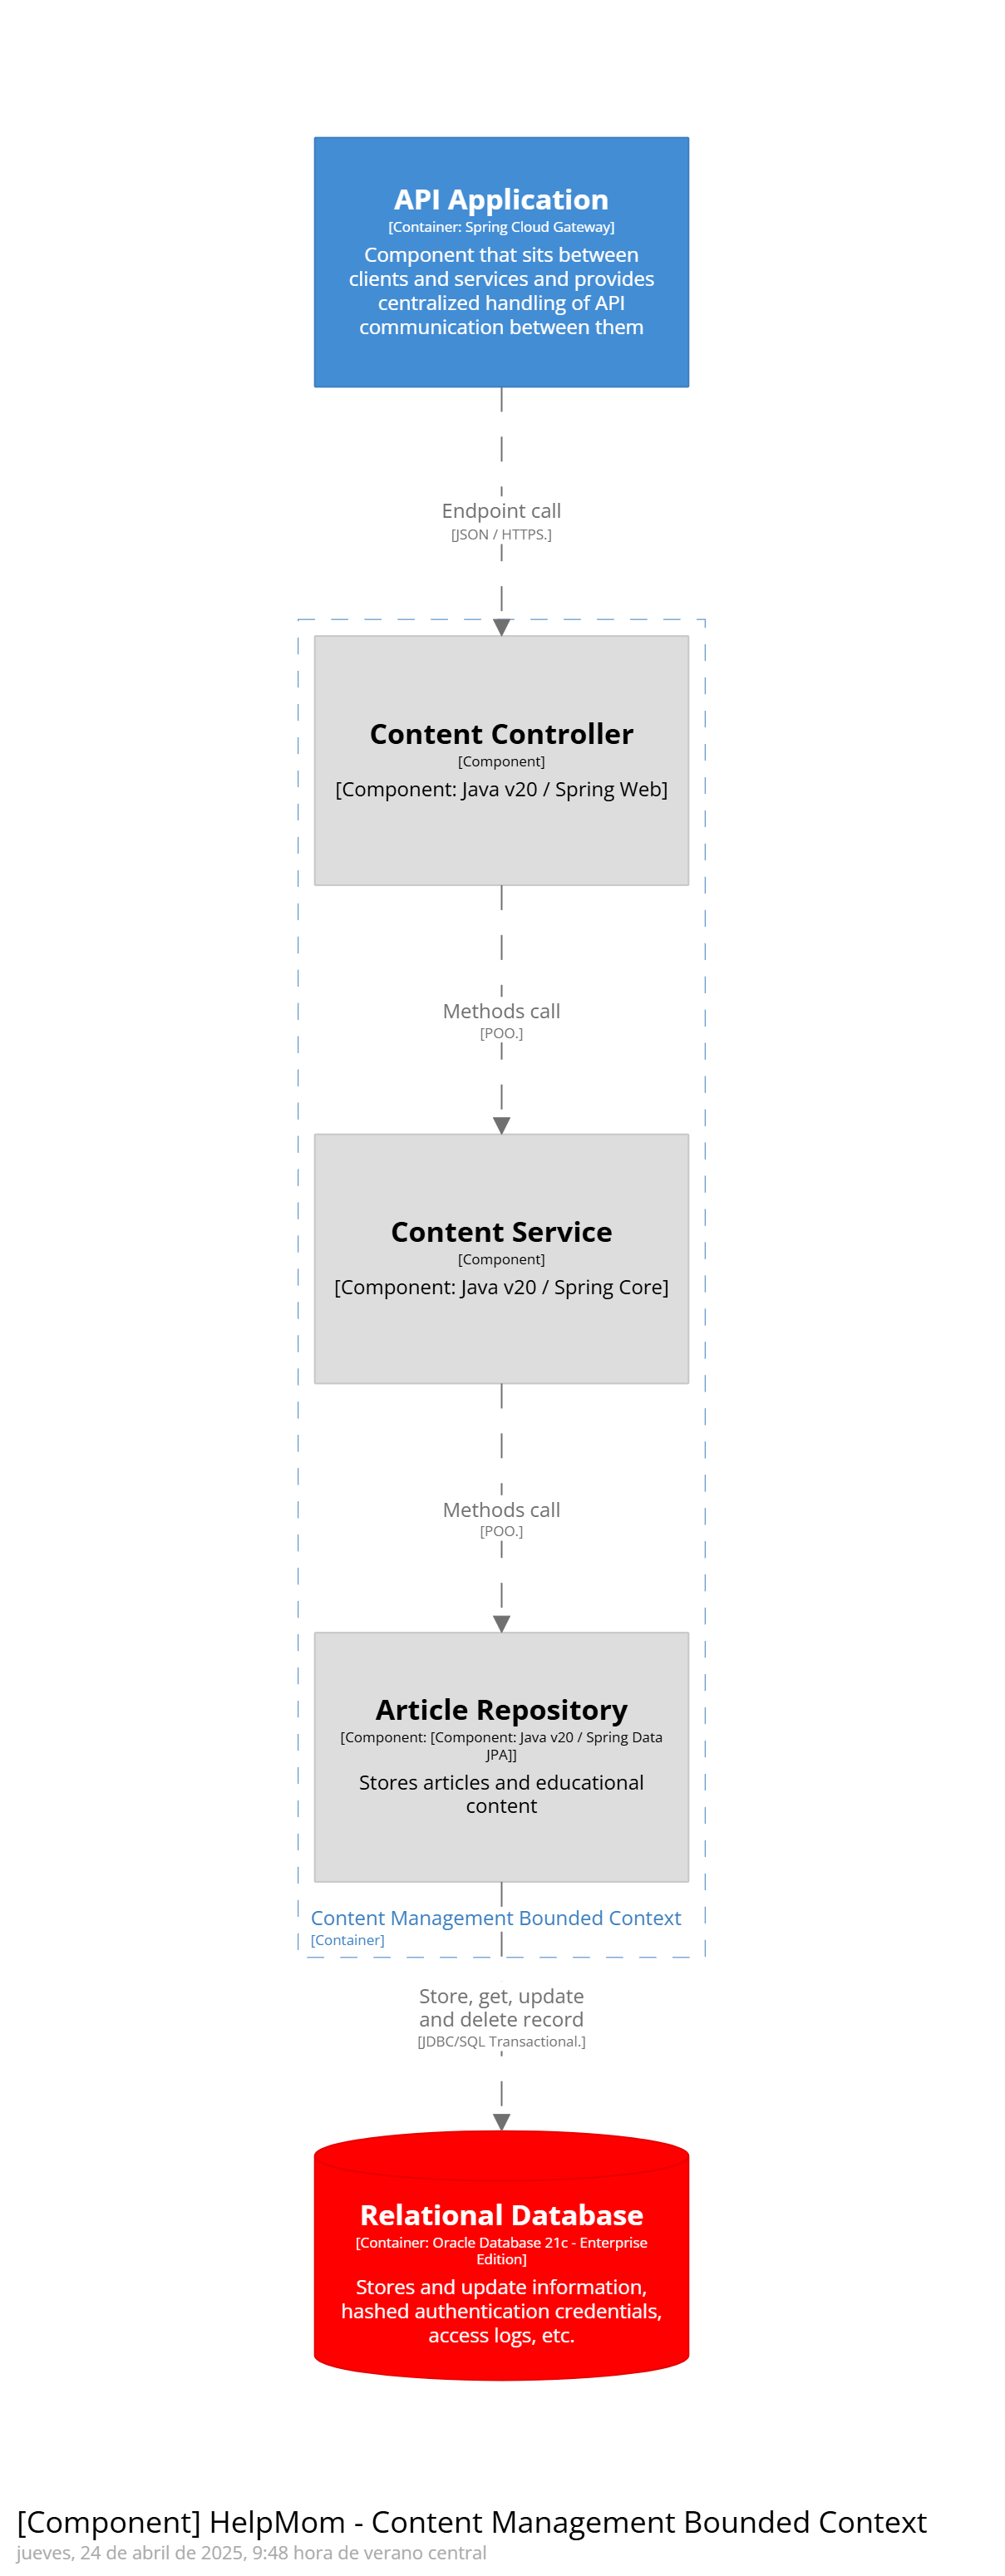 API Application
[Container: Spring Cloud Gateway]
Component that sits between
clients and services and provides
centralized handling of API
communication between them
Endpoint call
[JSON / HTTPS.]
Content Controller
[Component]
[Component: Java v20 / Spring Web]
Methods call
[POO.]
Content Service
[Component]
[Component: Java v20 / Spring Core]
Methods call
[POO.]
Article Repository
[Component: [Component: Java v20 / Spring Data
JPA]]
Stores articles and educational
content
Content Management Bounded Context
[Container]
Store, get, update
and delete record
[JDBC/SQL Transactional.]
Relational Database
[Container: Oracle Database 21c - Enterprise
Edition]
Stores and update information,
hashed authentication credentials,
access logs, etc.
[Component] HelpMom - Content Management Bounded Context
jueves, 24 de abril de 2025, 9:48 hora de verano central